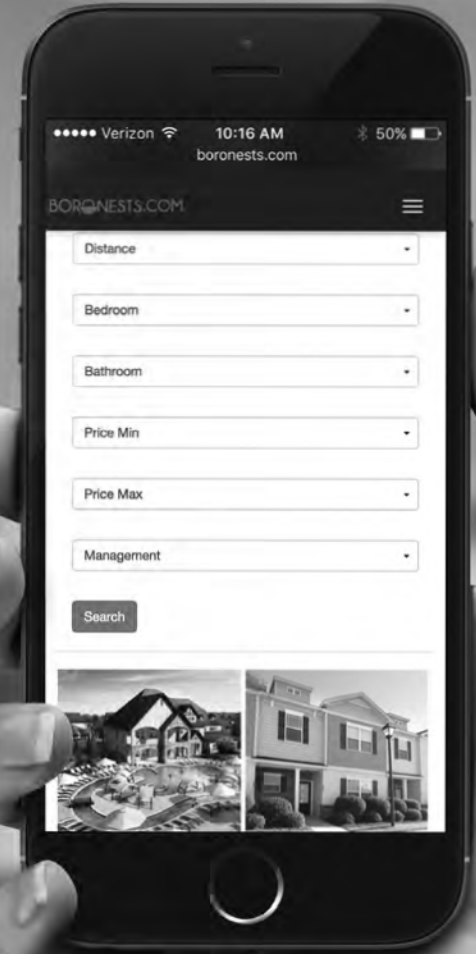 ●●●●● Verizon 10:16 AM 50%
boronests.com
BORONESTS.COM
Distance
Bedroom
Bathroom
Price Min
Price Max
Management
Search